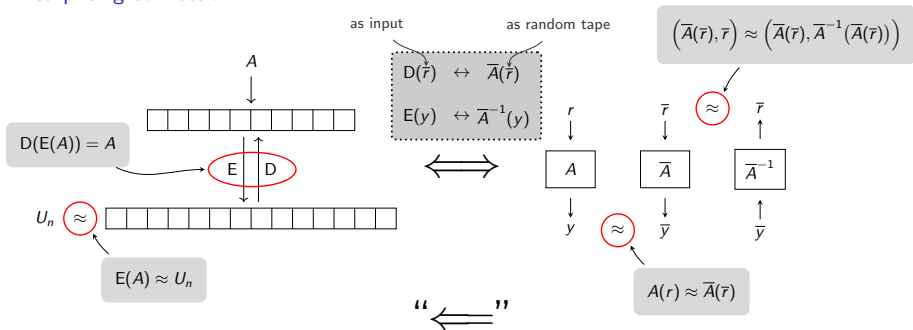 as input
as random tape
(A̅(r̅), r̅) ≈ (A̅(r̅), A̅⁻¹(A̅(r̅)))
A
D(r̅) ↔ A̅(r̅)
E(y) ↔ A̅⁻¹(y)
r r̅ ≈ r̅
D(E(A)) = A
E D
⟺
A A̅ A̅⁻¹
Uₙ ≈
y ≈ y̅ y̅
E(A) ≈ Uₙ
A(r) ≈ A̅(r̅)
“⟸”